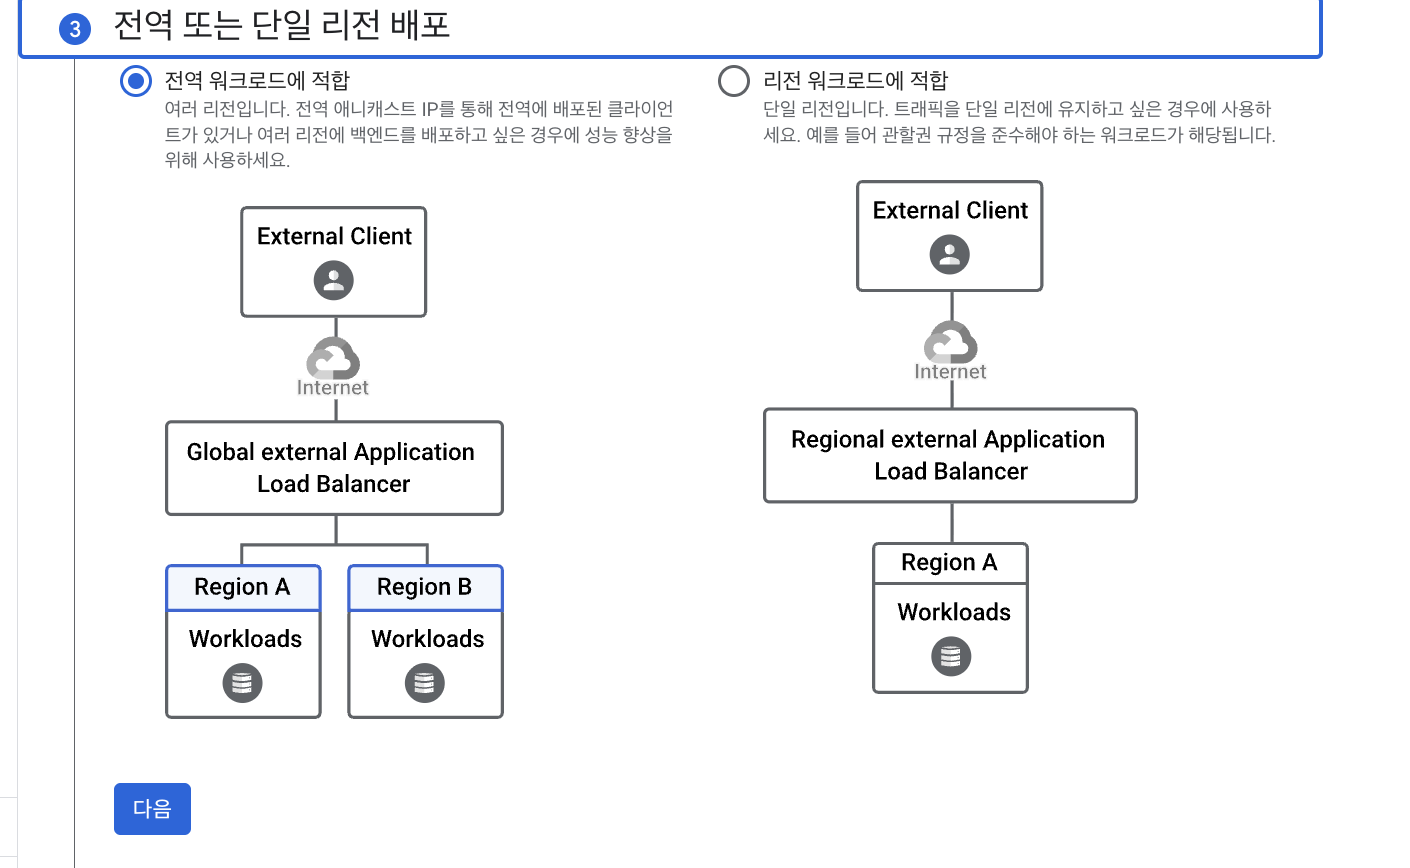 3 전역 또는 단일 리전 배포
전역 워크로드에 적합
여러 리전입니다. 전역 애니캐스트 IP를 통해 전역에 배포된 클라이언
트가 있거나 여러 리전에 백엔드를 배포하고 싶은 경우에 성능 향상을
위해 사용하세요.
External Client
Internet
Global external Application
Load Balancer
Region A
Workloads
Region B
Workloads
리전 워크로드에 적합
단일 리전입니다. 트래픽을 단일 리전에 유지하고 싶은 경우에 사용하
세요. 예를 들어 관할권 규정을 준수해야 하는 워크로드가 해당됩니다.
External Client
Internet
Regional external Application
Load Balancer
Region A
Workloads
다음